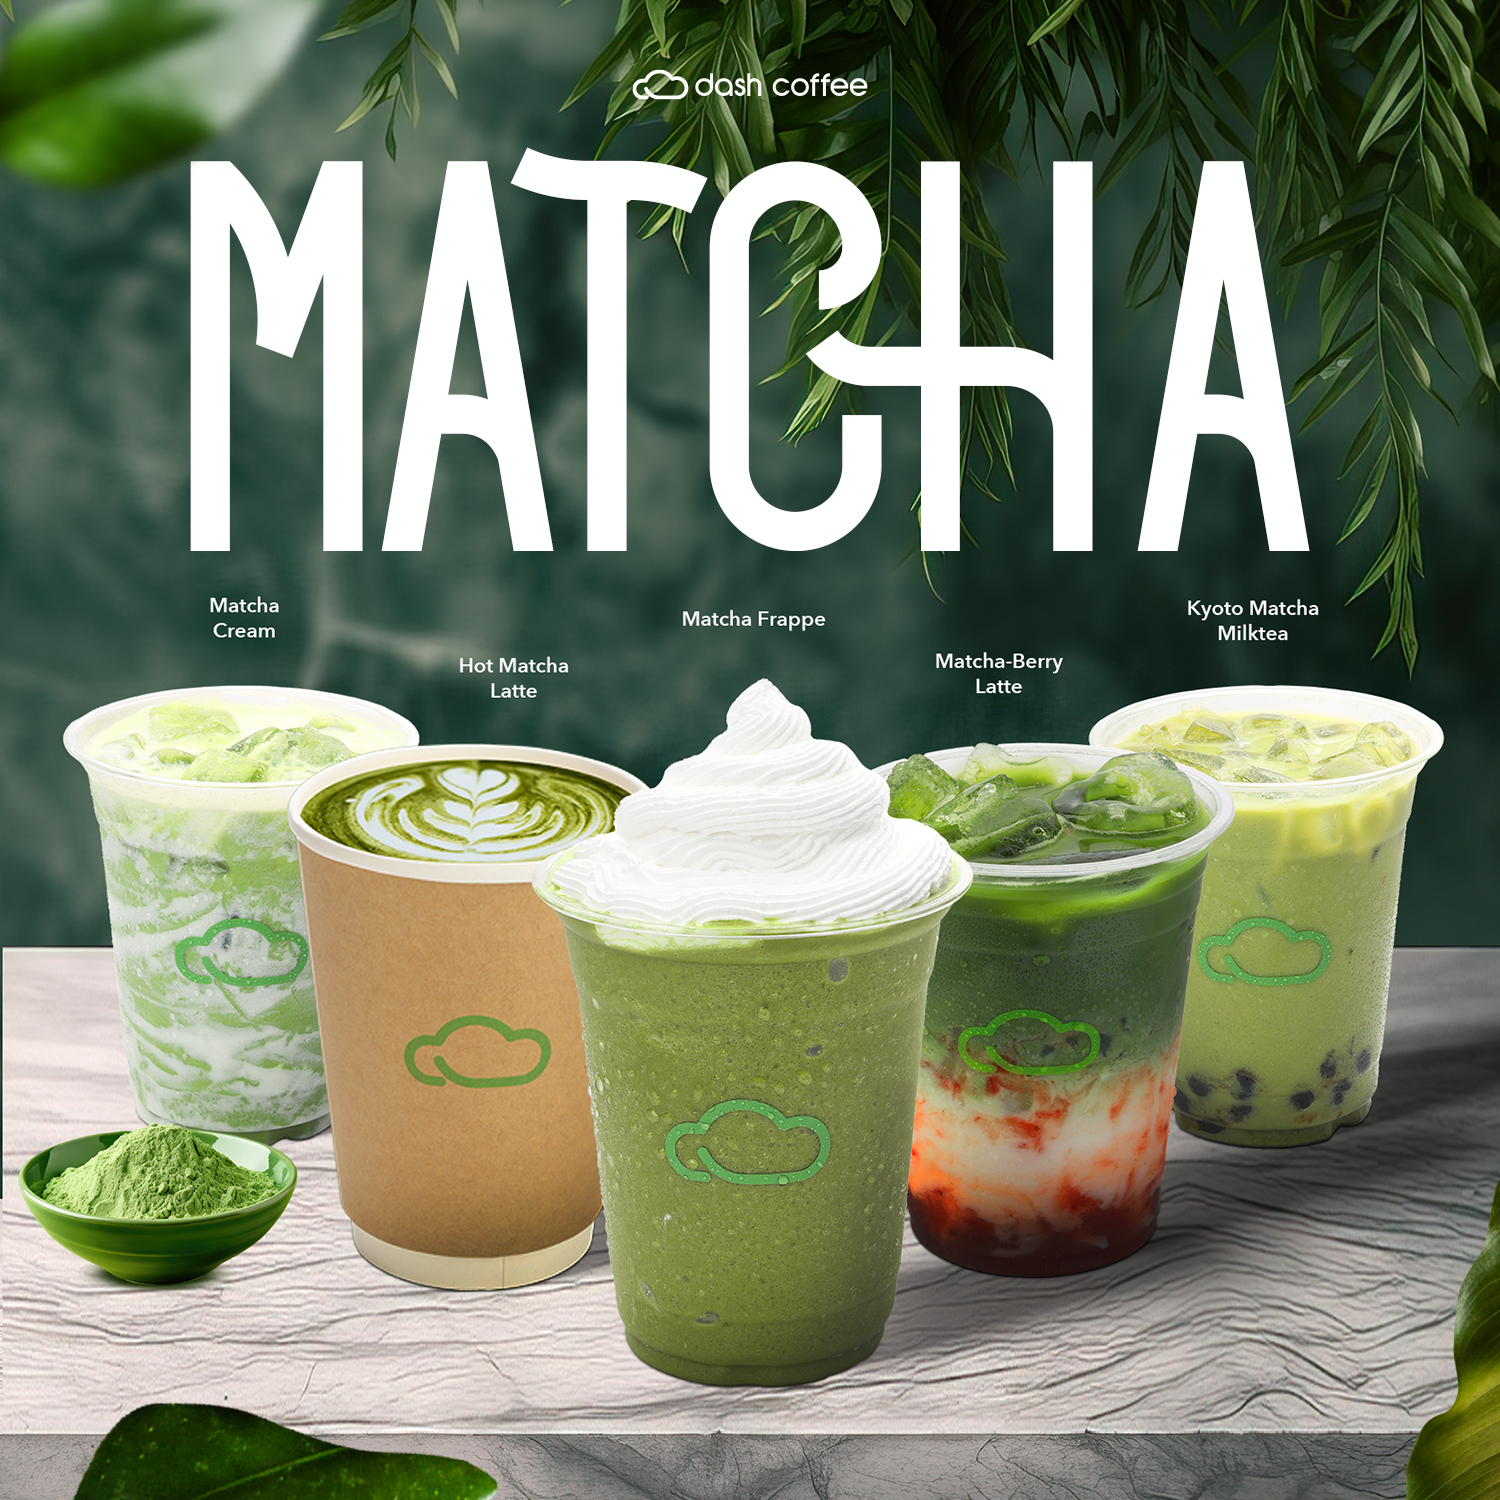 dash coffee
MATCHA
Matcha
Cream
Hot Matcha
Latte
Matcha Frappe
Matcha-Berry
Latte
Kyoto Matcha
Milktea